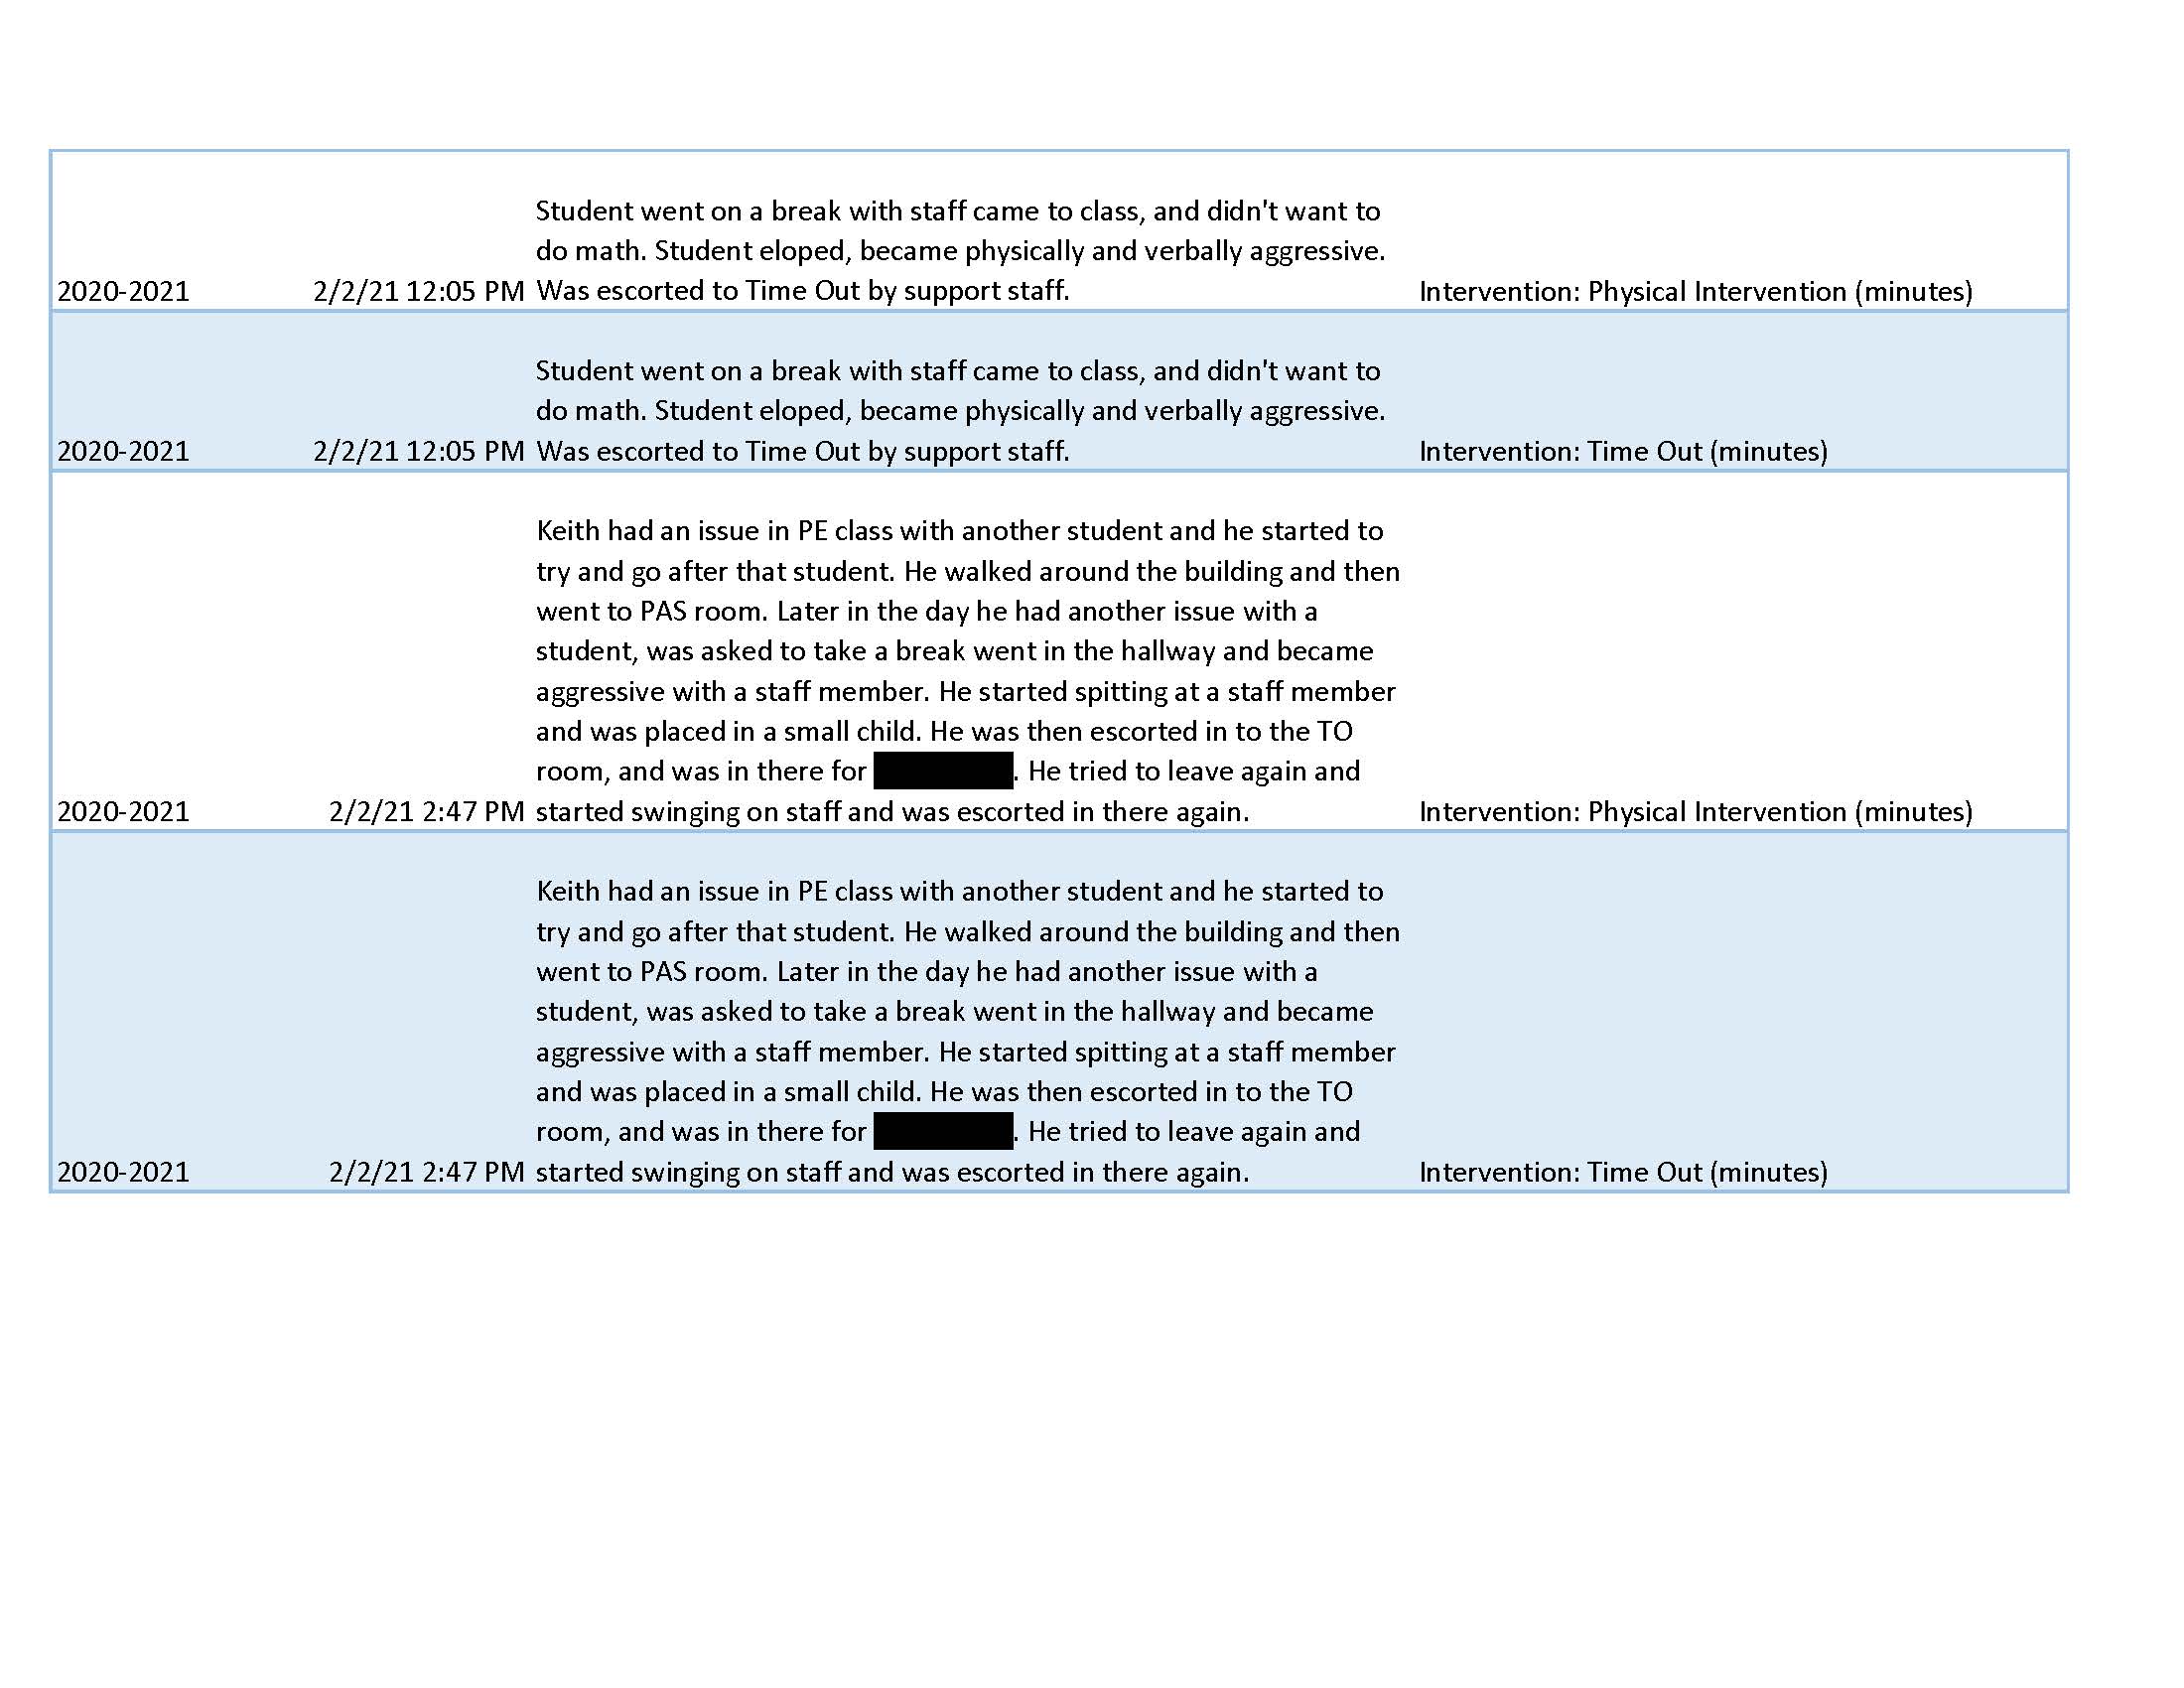 Student went on a break with staff came to class, and didn't want to
do math. Student eloped, became physically and verbally aggressive.
2020-2021 2/2/21 12:05 PM Was escorted to Time Out by support staff. Intervention: Physical Intervention (minutes)
Student went on a break with staff came to class, and didn't want to
do math. Student eloped, became physically and verbally aggressive.
2020-2021 2/2/21 12:05 PM Was escorted to Time Out by support staff. Intervention: Time Out (minutes)
Keith had an issue in PE class with another student and he started to
try and go after that student. He walked around the building and then
went to PAS room. Later in the day he had another issue with a
student, was asked to take a break went in the hallway and became
aggressive with a staff member. He started spitting at a staff member
and was placed in a small child. He was then escorted in to the TO
room, and was in there for . He tried to leave again and
2020-2021 2/2/21 2:47 PM started swinging on staff and was escorted in there again. Intervention: Physical Intervention (minutes)
Keith had an issue in PE class with another student and he started to
try and go after that student. He walked around the building and then
went to PAS room. Later in the day he had another issue with a
student, was asked to take a break went in the hallway and became
aggressive with a staff member. He started spitting at a staff member
and was placed in a small child. He was then escorted in to the TO
room, and was in there for . He tried to leave again and
2020-2021 2/2/21 2:47 PM started swinging on staff and was escorted in there again. Intervention: Time Out (minutes)